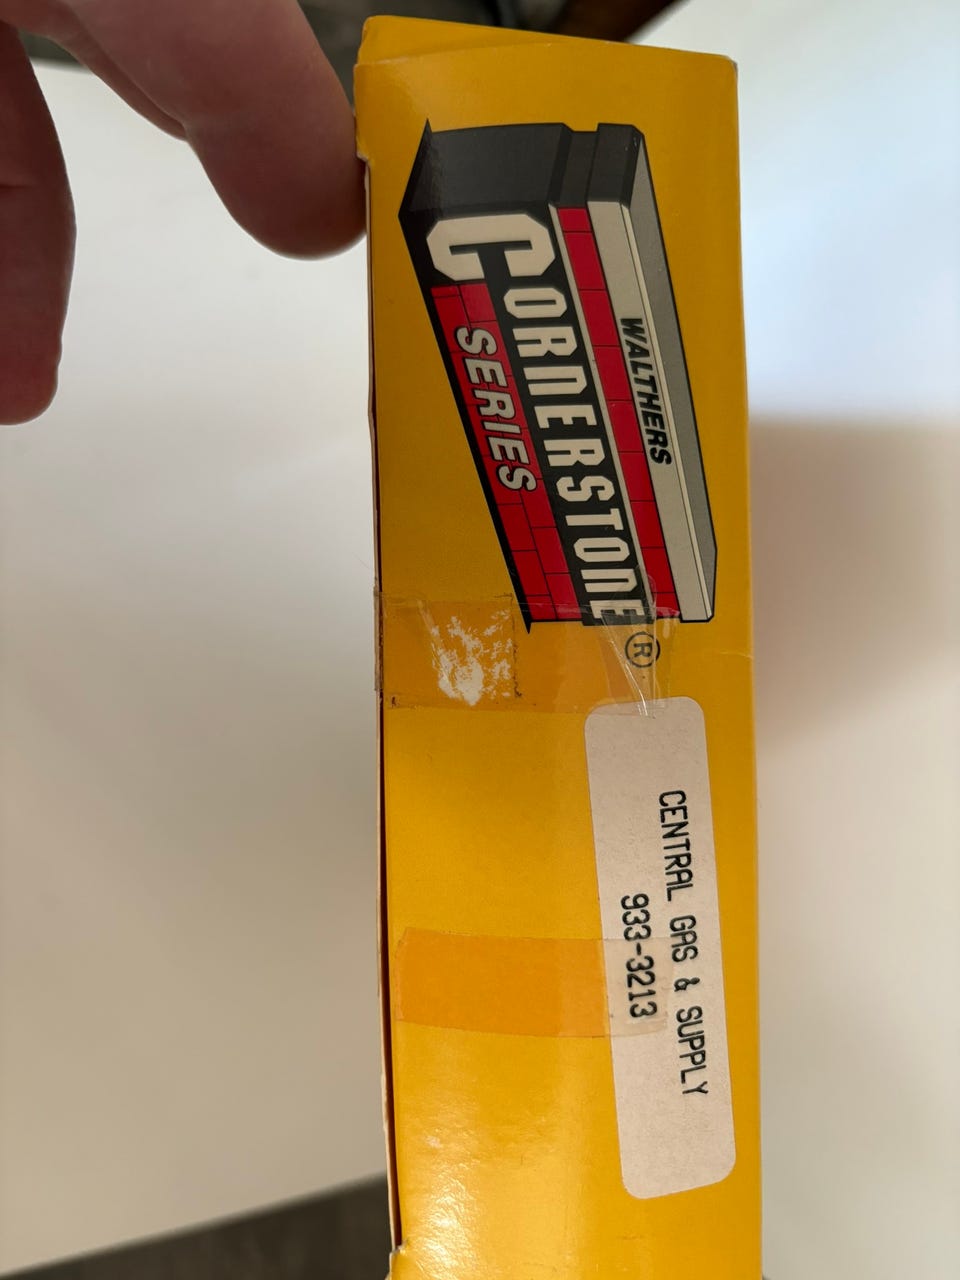 WALTHERS
CORNERSTONE®
SERIES
CENTRAL GAS & SUPPLY
933-3213